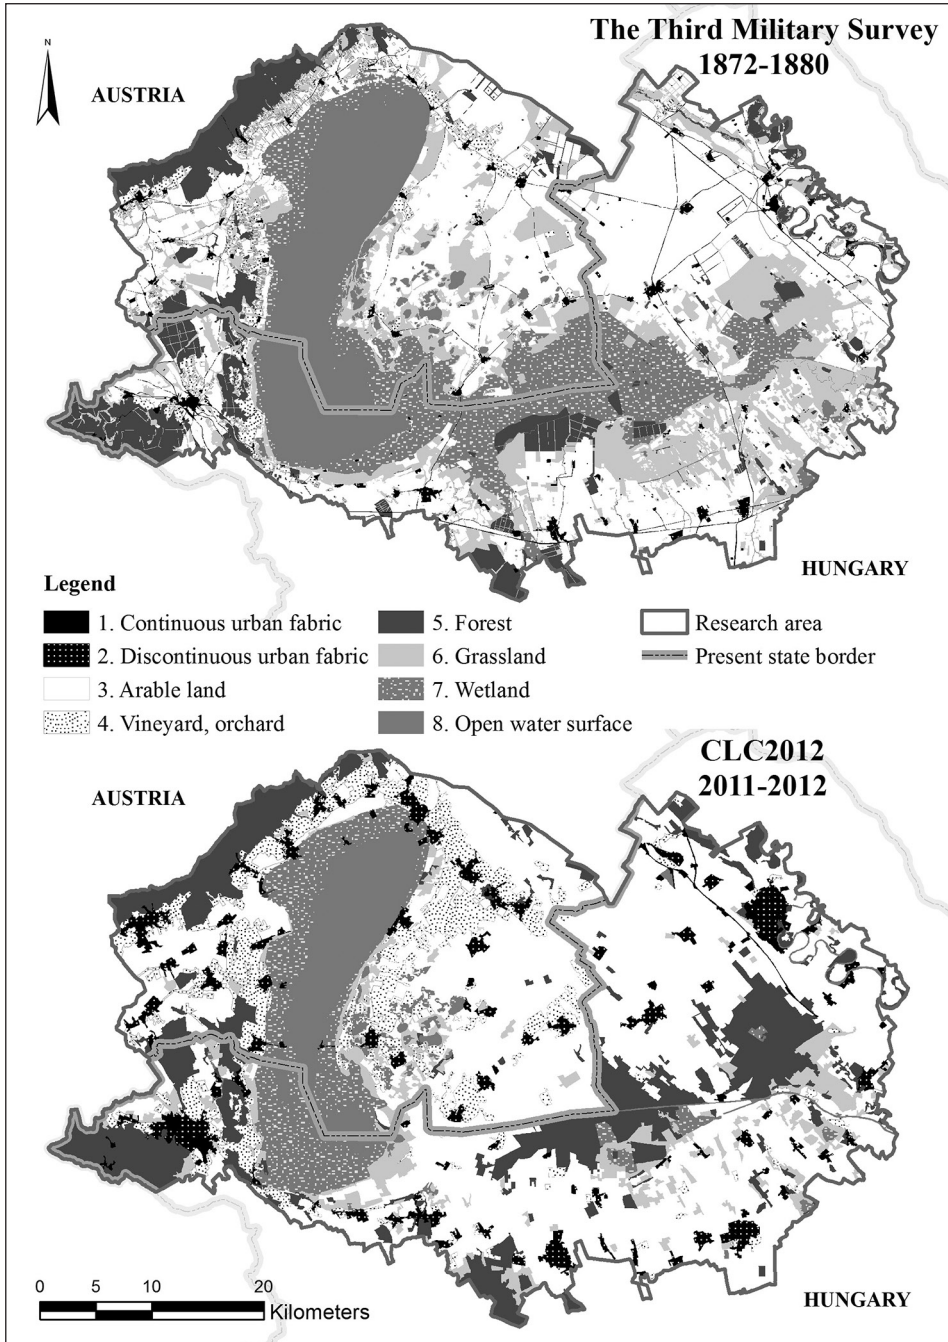 The Third Military Survey
1872-1880
N
AUSTRIA
HUNGARY
Legend
1. Continuous urban fabric
2. Discontinuous urban fabric
3. Arable land
4. Vineyard, orchard
5. Forest
6. Grassland
7. Wetland
8. Open water surface
Research area
Present state border
CLC2012
2011-2012
AUSTRIA
0 5 10 20
Kilometers
HUNGARY